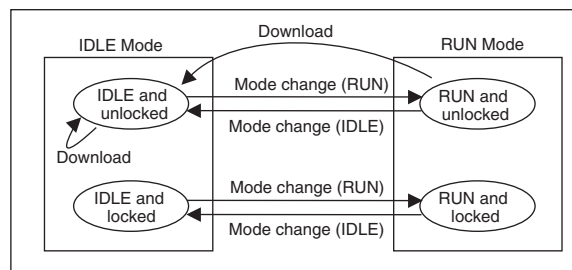 Download
IDLE Mode
RUN Mode
IDLE and
unlocked
Mode change (RUN)
RUN and
unlocked
Mode change (IDLE)
Download
IDLE and
locked
Mode change (RUN)
RUN and
locked
Mode change (IDLE)